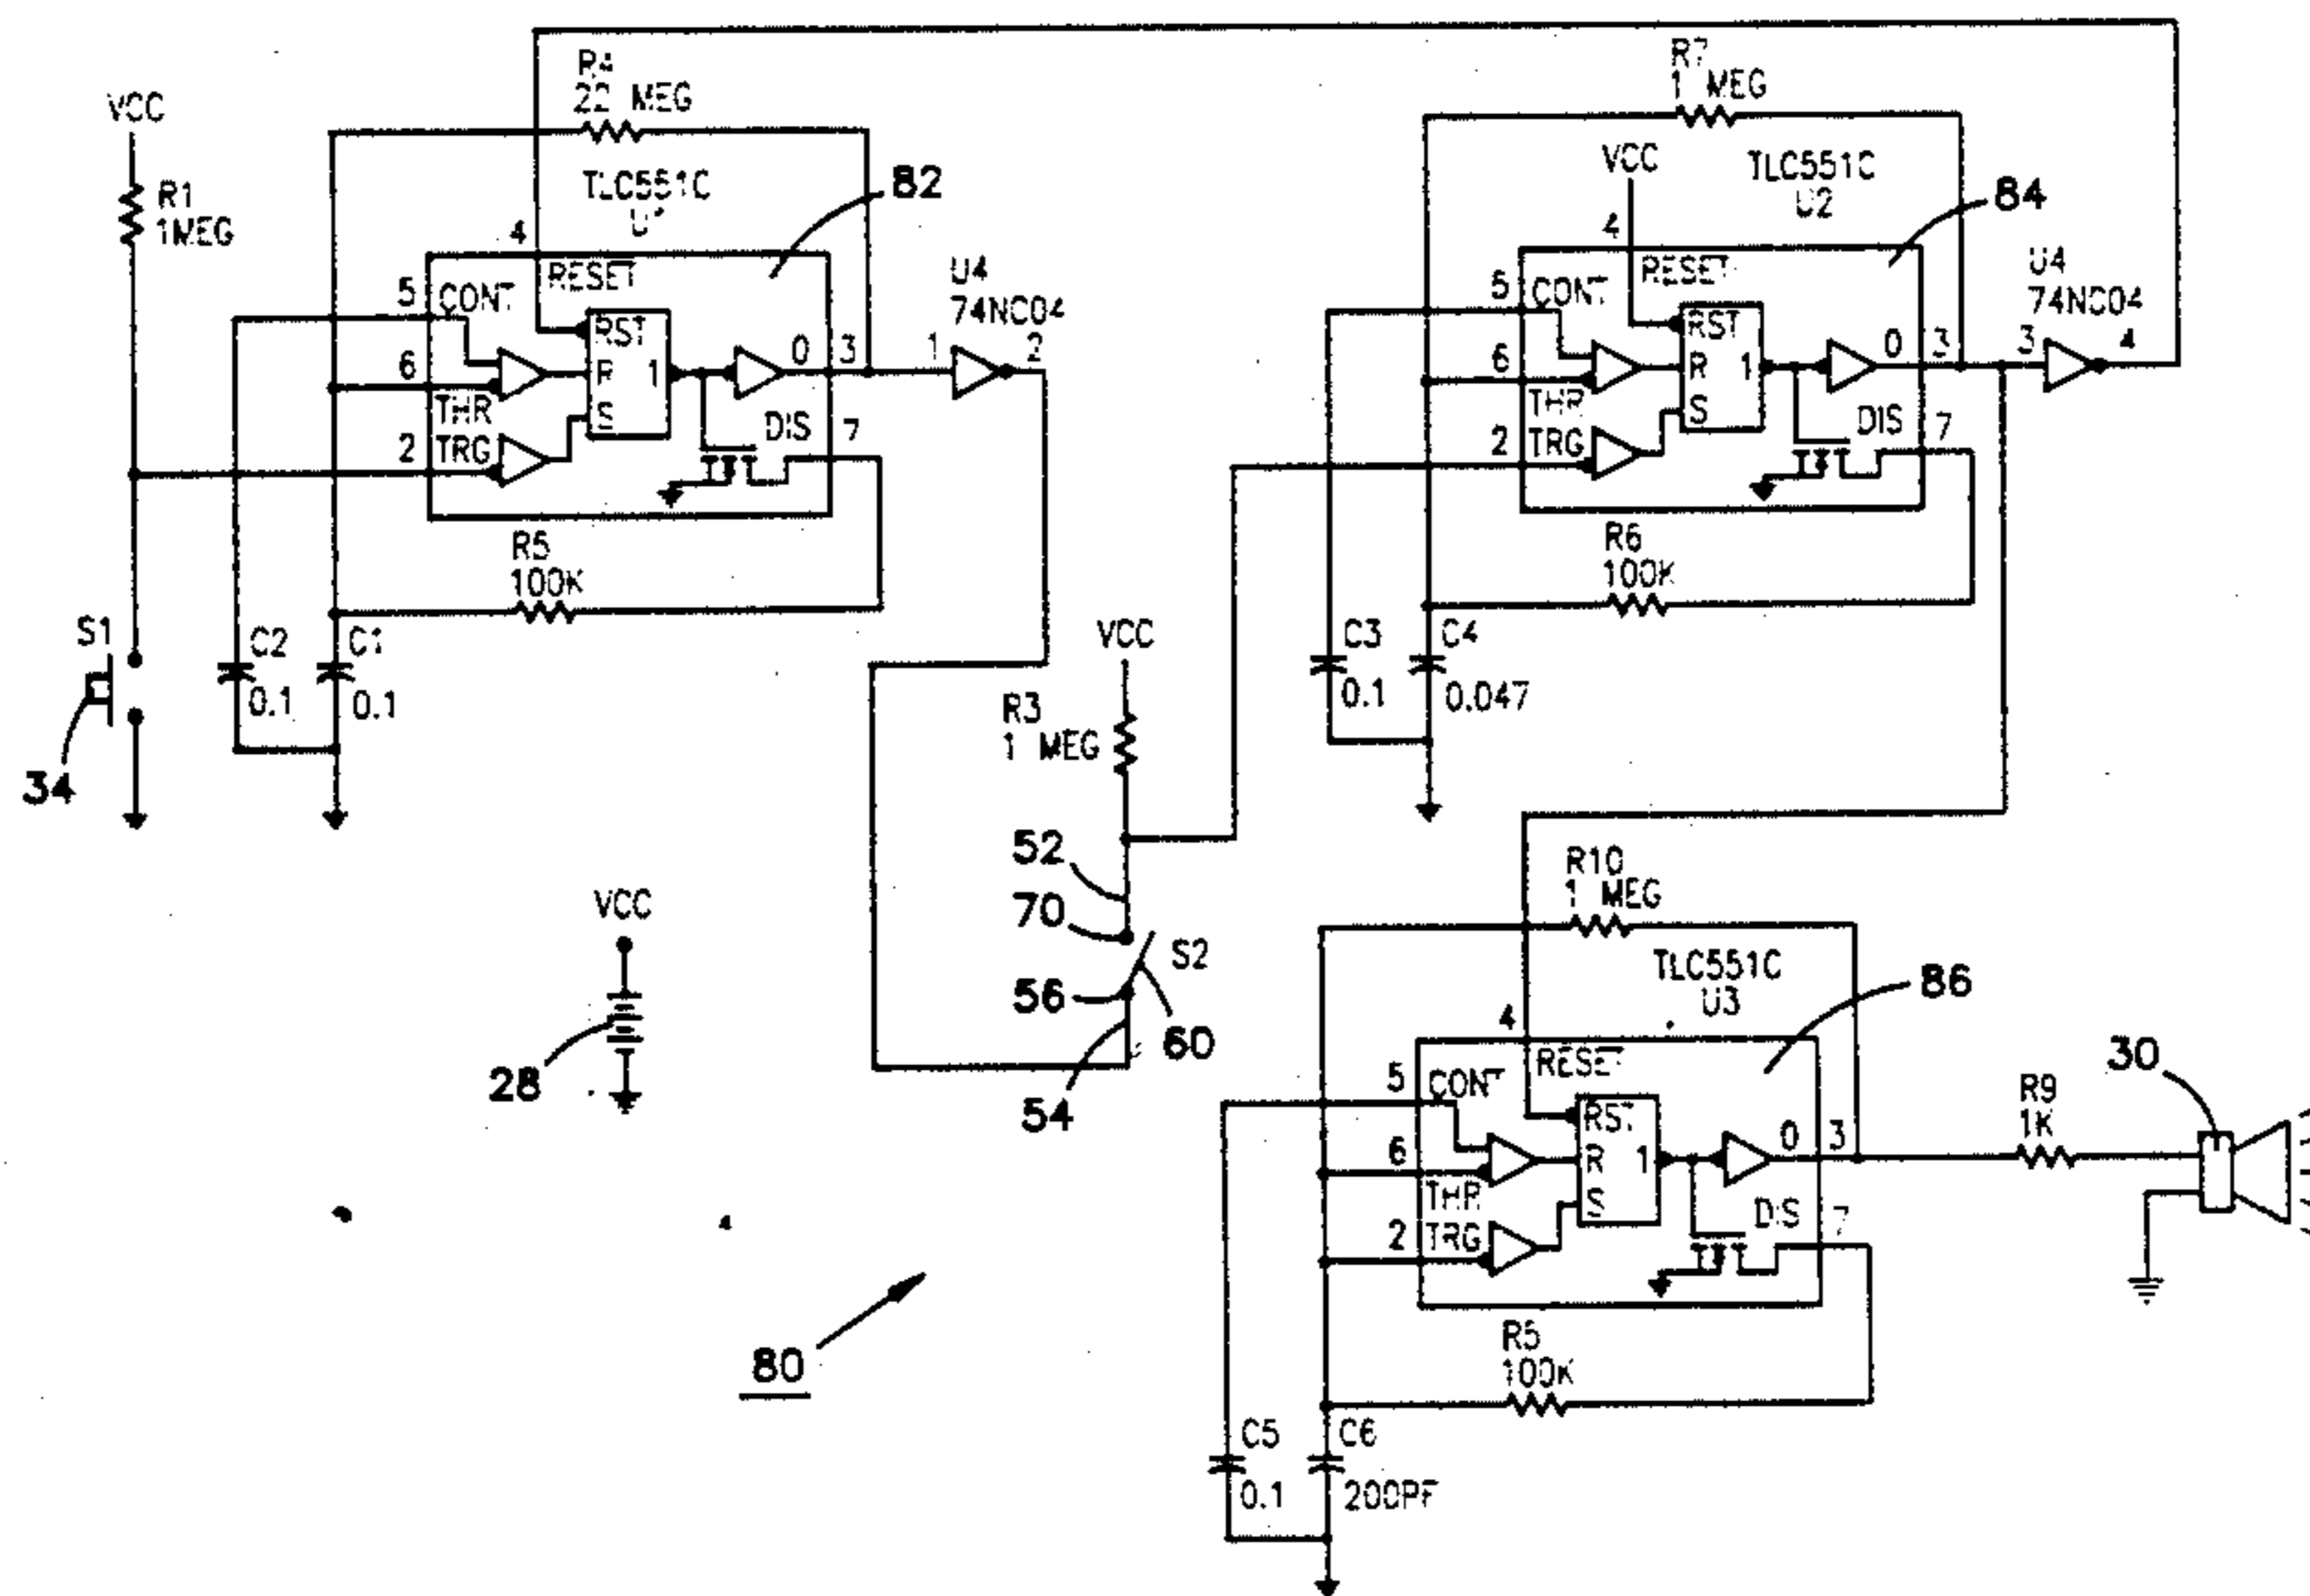 VCC
R1
1MEG
R4
22 MEG
TLC551C
82
4
RESET
5
CONT
RST
6
R
1
0
3
THR
S
2
TRG
DIS
7
U4
74NC04
1
2
R5
100K
S1
C2
0.1
C1
0.1
34
R7
1 MEG
VCC
TLC551C
U2
84
4
RESET
5
CONT
RST
6
R
1
0
3
THR
S
2
TRG
DIS
7
U4
74NC04
3
4
R6
100K
C3
0.1
C4
0.047
VCC
R3
1 MEG
52
70
S2
56
60
54
VCC
28
R10
1 MEG
TLC551C
U3
86
4
RESET
5
CONT
RST
6
R
1
0
3
THR
S
2
TRG
DIS
7
R9
1K
30
R5
100K
C5
0.1
C6
200PF
80